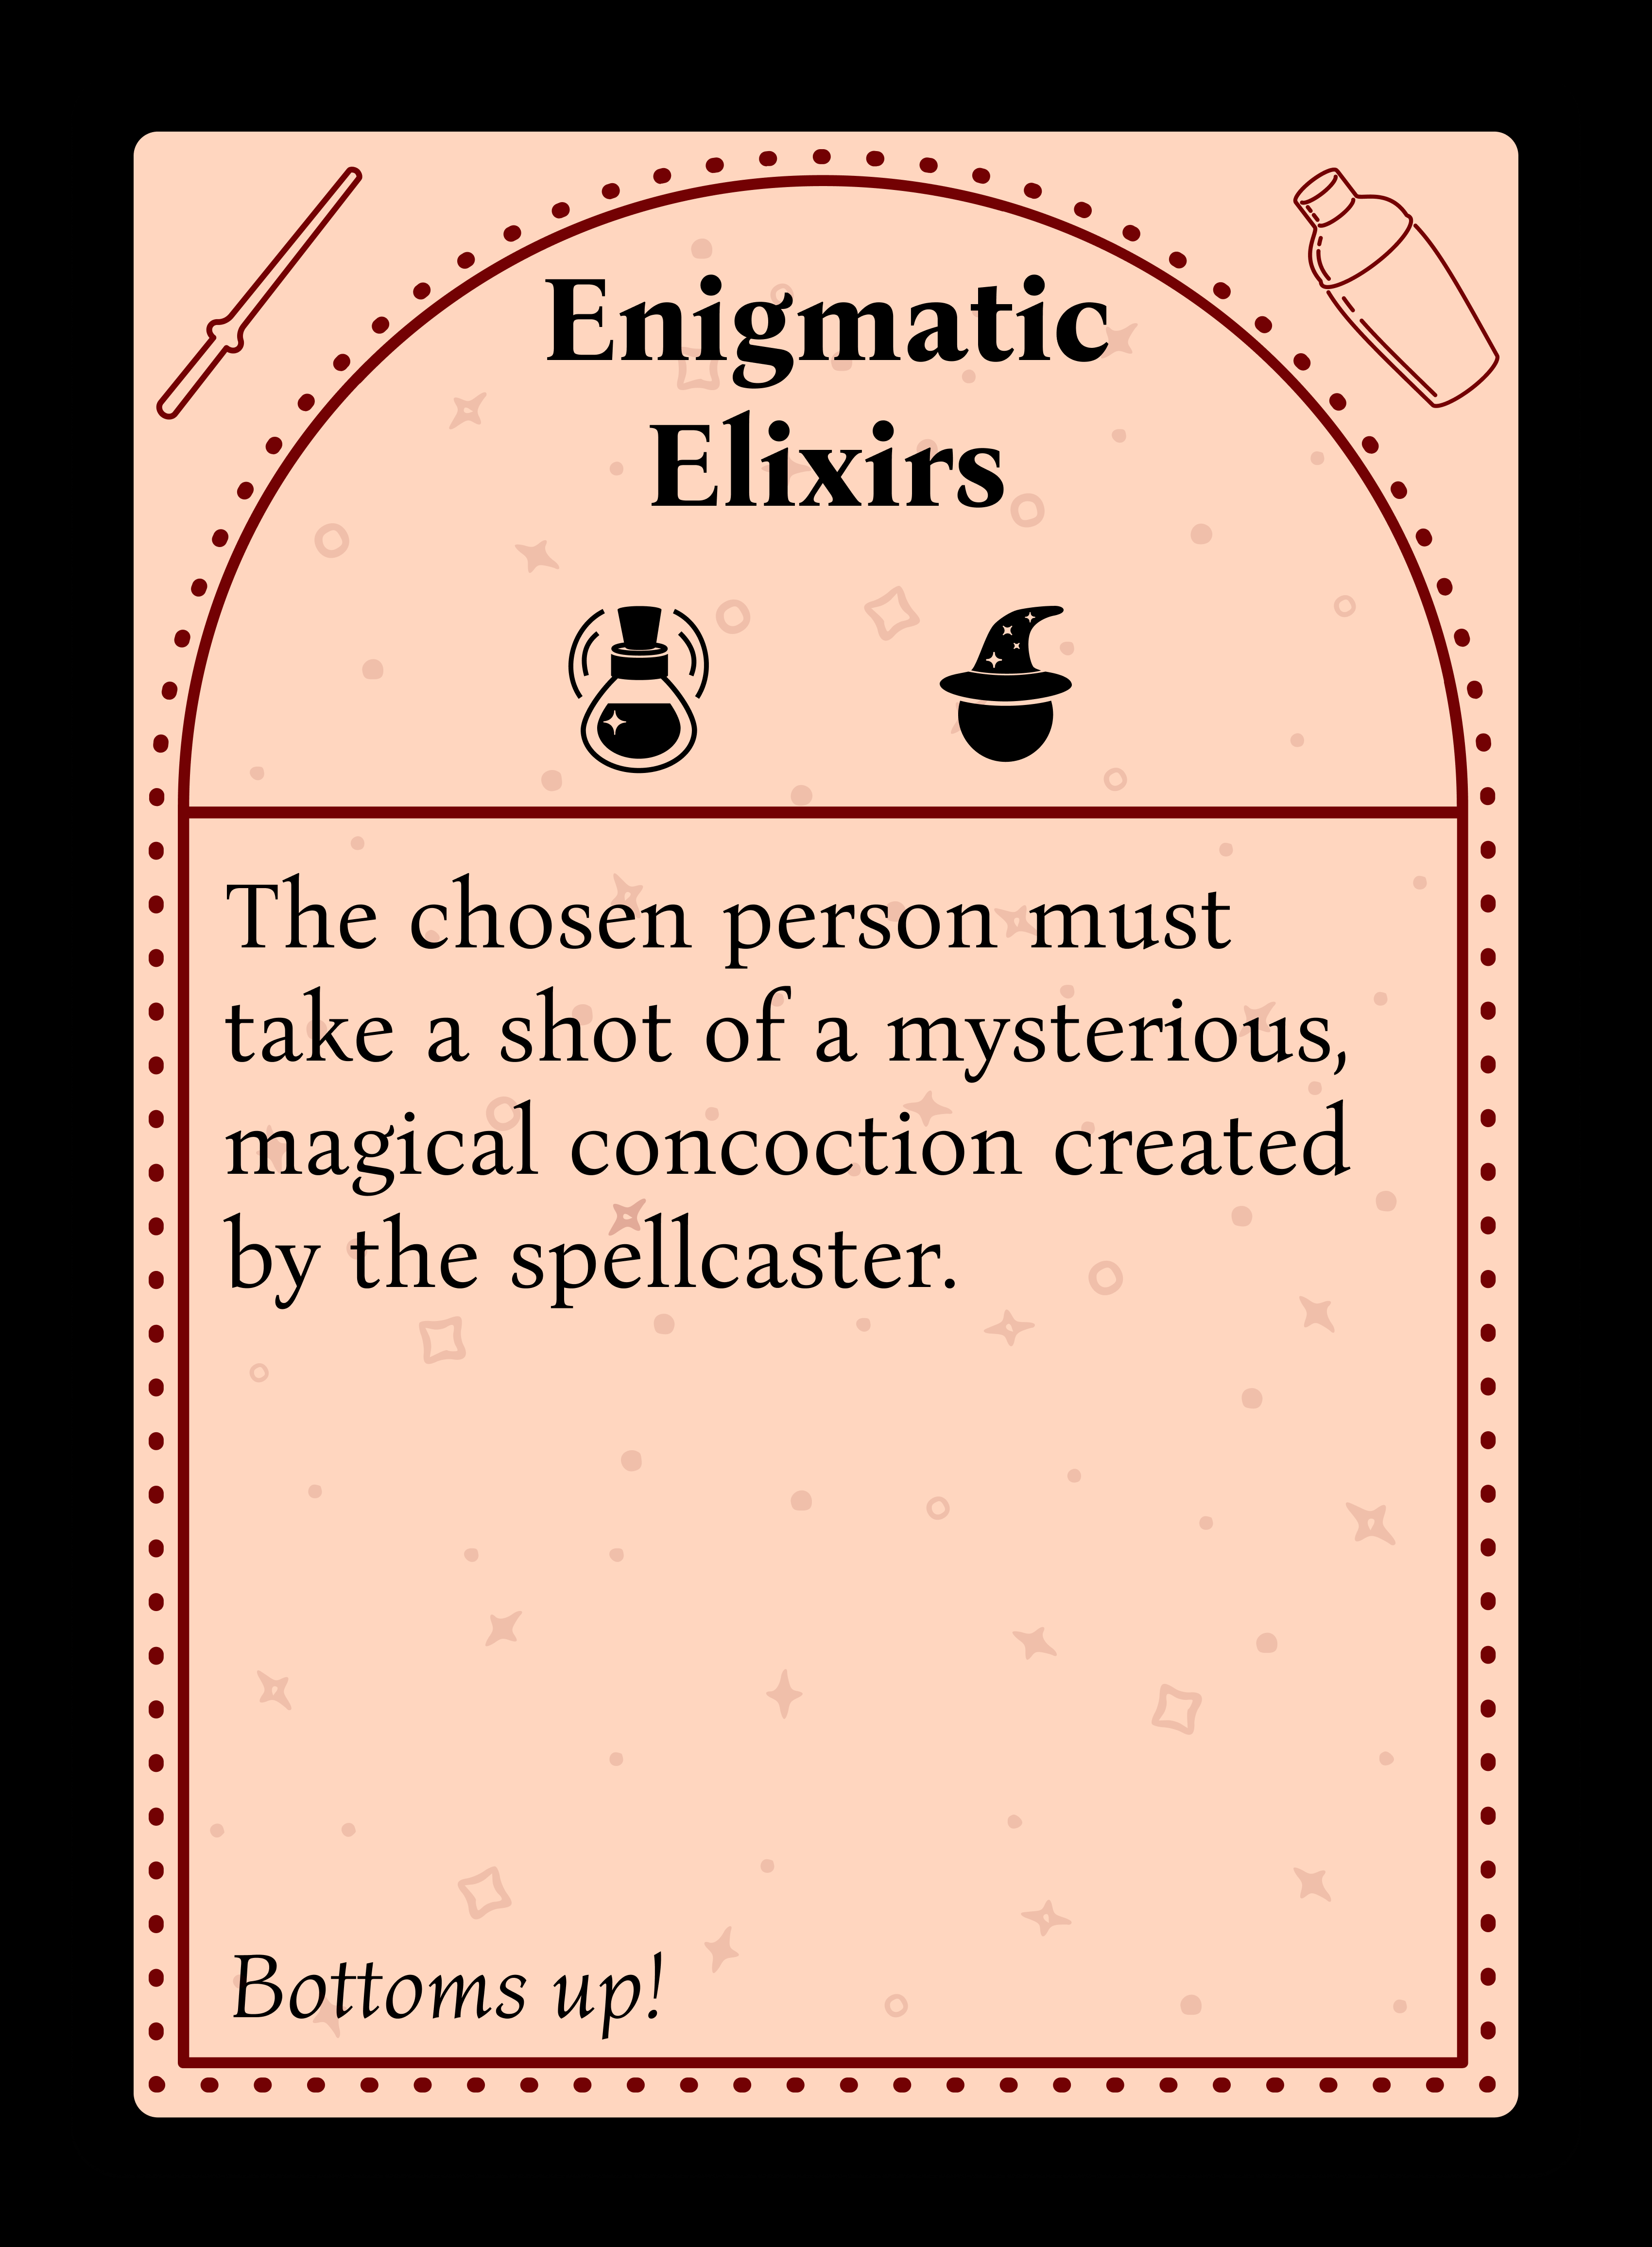 Enigmatic
Elixirs
The chosen person must
take a shot of a mysterious,
magical concoction created
by the spellcaster.
Bottoms up!